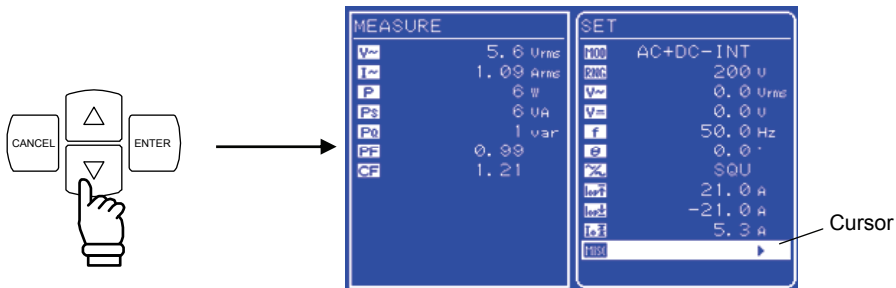 CANCEL
△
▽
ENTER
MEASURE
V~ 5.6 Vrms
I~ 1.09 Arms
P 6 W
PS 6 VA
PQ 1 var
PF 0.99
CF 1.21
SET
MOD AC+DC-INT
RNG 200 V
V~ 0.0 Vrms
V= 0.0 V
f 50.0 Hz
θ 0.0 °
SQU
21.0 A
-21.0 A
5.3 A
MISC ▶
Cursor